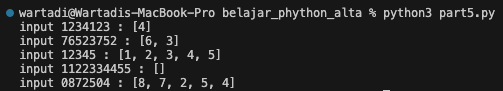 wartadi@Wartadis-MacBook-Pro belajar_phython_alta % python3 part5.py
input 1234123 : [4]
input 76523752 : [6, 3]
input 12345 : [1, 2, 3, 4, 5]
input 1122334455 : []
input 0872504 : [8, 7, 2, 5, 4]